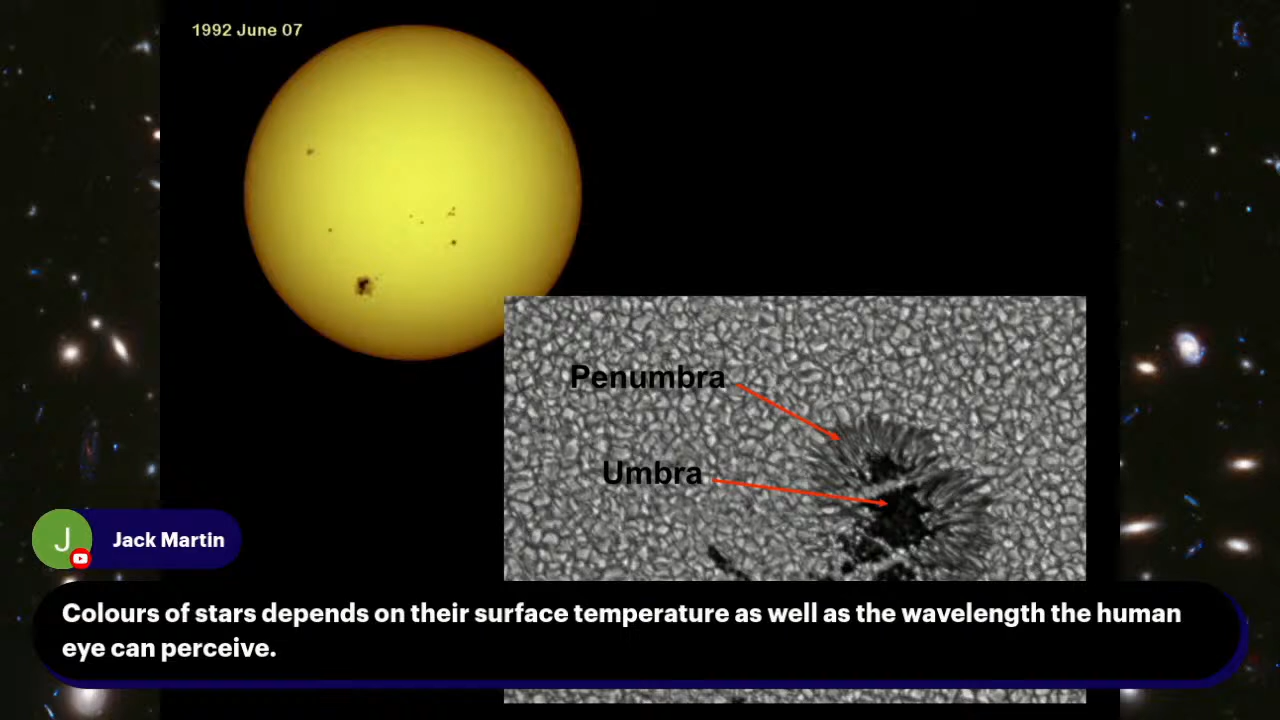 1992 June 07
Penumbra
Umbra
J
Jack Martin
Colours of stars depends on their surface temperature as well as the wavelength the human
eye can perceive.